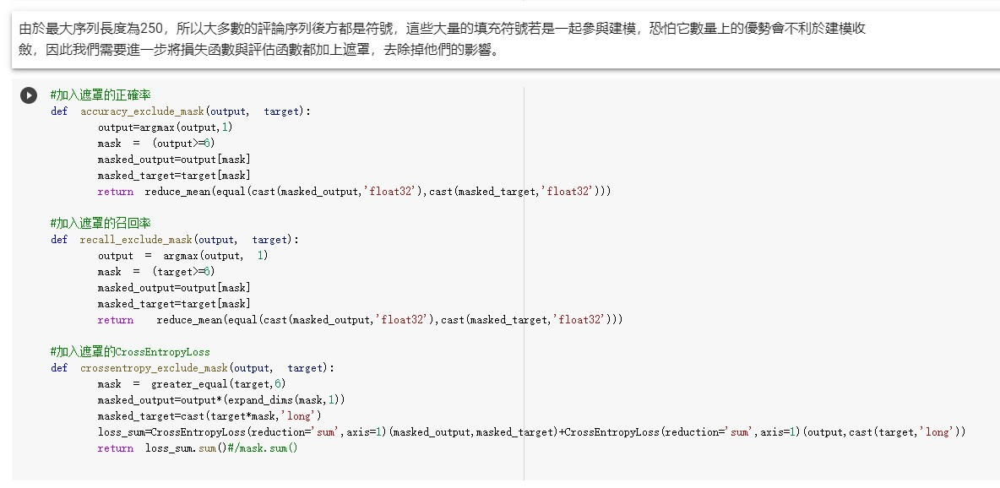 由於最大序列長度為250，所以大多數的評論序列後方都是符號，這些大量的填充符號若是一起參與建模，恐怕它數量上的優勢會不利於建模收
斂，因此我們需要進一步將損失函數與評估函數都加上遮罩，去除掉他們的影響。
#加入遮罩的正確率
def accuracy_exclude_mask(output, target):
output=argmax(output,1)
mask = (output>=6)
masked_output=output[mask]
masked_target=target[mask]
return reduce_mean(equal(cast(masked_output,'float32'),cast(masked_target,'float32')))
#加入遮罩的召回率
def recall_exclude_mask(output, target):
output = argmax(output, 1)
mask = (target>=6)
masked_output=output[mask]
masked_target=target[mask]
return reduce_mean(equal(cast(masked_output,'float32'),cast(masked_target,'float32')))
#加入遮罩的CrossEntropyLoss
def crossentropy_exclude_mask(output, target):
mask = greater_equal(target,6)
masked_output=output*(expand_dims(mask,1))
masked_target=cast(target*mask,'long')
loss_sum=CrossEntropyLoss(reduction='sum',axis=1)(masked_output,masked_target)+CrossEntropyLoss(reduction='sum',axis=1)(output,cast(target,'long'))
return loss_sum.sum()#/mask.sum()